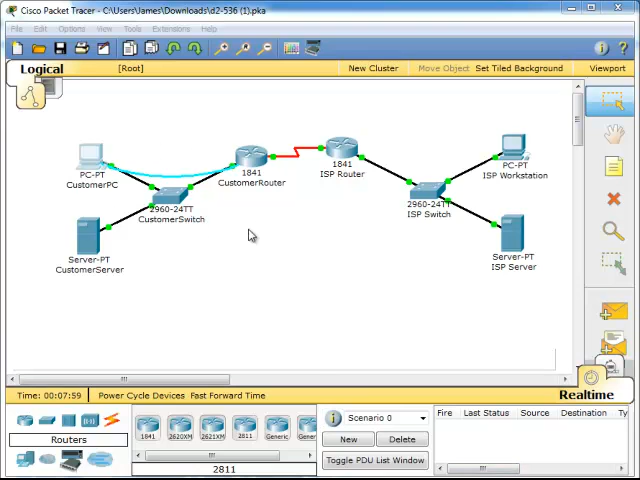 Cisco Packet Tracer - C:\Users\James\Downloads\d2-536 (1).pka
File Edit Options View Tools Extensions Help
Logical [Root] New Cluster Move Object Set Tiled Background Viewport
PC-PT
CustomerPC
1841
CustomerRouter
1841
ISP Router
PC-PT
ISP Workstation
2960-24TT
CustomerSwitch
2960-24TT
ISP Switch
Server-PT
CustomerServer
Server-PT
ISP Server
Time: 00:07:59 Power Cycle Devices Fast Forward Time
Realtime
Routers
1841 2620XM 2621XM 2811 Generic Generic
2811
Scenario 0
New Delete
Toggle PDU List Window
Fire Last Status Source Destination Ty